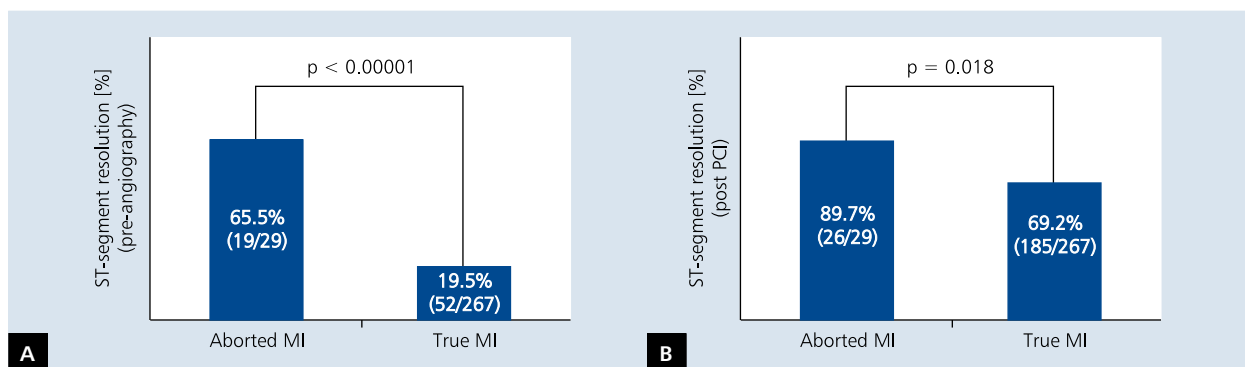 ST-segment resolution [%]
(pre-angiography)
p < 0.00001
65.5%
(19/29)
19.5%
(52/267)
Aborted MI
True MI
A
ST-segment resolution [%]
(post PCI)
p = 0.018
89.7%
(26/29)
69.2%
(185/267)
Aborted MI
True MI
B